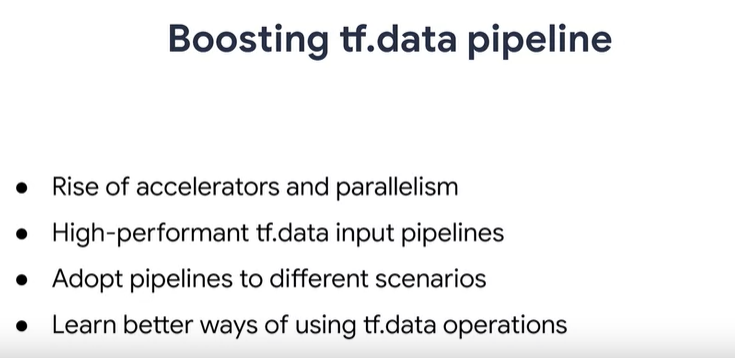 Boosting tf.data pipeline
● Rise of accelerators and parallelism
● High-performant tf.data input pipelines
● Adopt pipelines to different scenarios
● Learn better ways of using tf.data operations